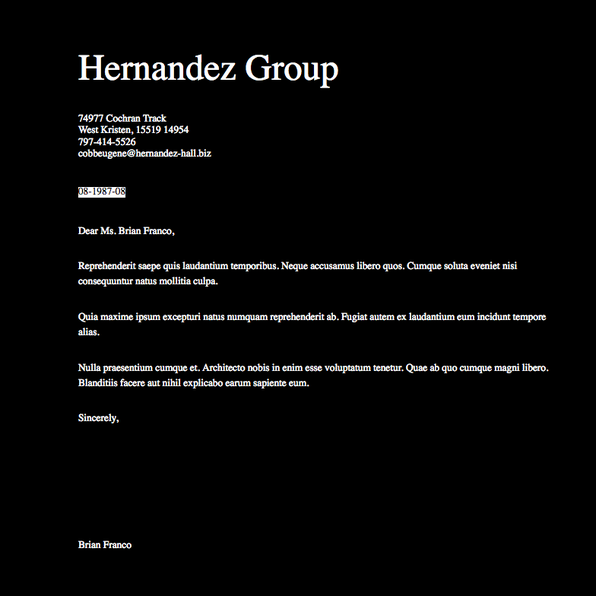 Hernandez Group
74977 Cochran Track
West Kristen, 15519 14954
797-414-5526
cobbeugene@hernandez-hall.biz
08-1987-08
Dear Ms. Brian Franco,
Reprehenderit saepe quis laudantium temporibus. Neque accusamus libero quos. Cumque soluta eveniet nisi
consequuntur natus mollitia culpa.
Quia maxime ipsum excepturi natus numquam reprehenderit ab. Fugiat autem ex laudantium eum incidunt tempore
alias.
Nulla praesentium cumque et. Architecto nobis in enim esse voluptatum tenetur. Quae ab quo cumque magni libero.
Blanditiis facere aut nihil explicabo earum sapiente eum.
Sincerely,
Brian Franco